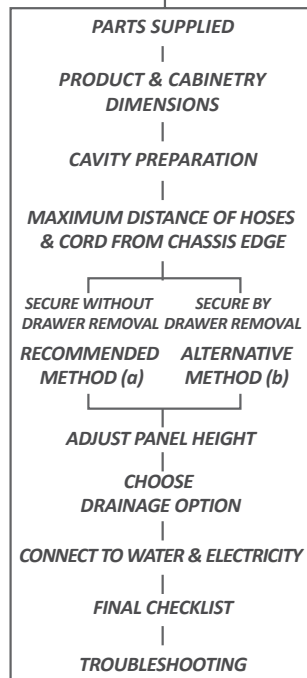 PARTS SUPPLIED
PRODUCT & CABINETRY
DIMENSIONS
CAVITY PREPARATION
MAXIMUM DISTANCE OF HOSES
& CORD FROM CHASSIS EDGE
SECURE WITHOUT
DRAWER REMOVAL
RECOMMENDED
METHOD (a)
SECURE BY
DRAWER REMOVAL
ALTERNATIVE
METHOD (b)
ADJUST PANEL HEIGHT
CHOOSE
DRAINAGE OPTION
CONNECT TO WATER & ELECTRICITY
FINAL CHECKLIST
TROUBLESHOOTING